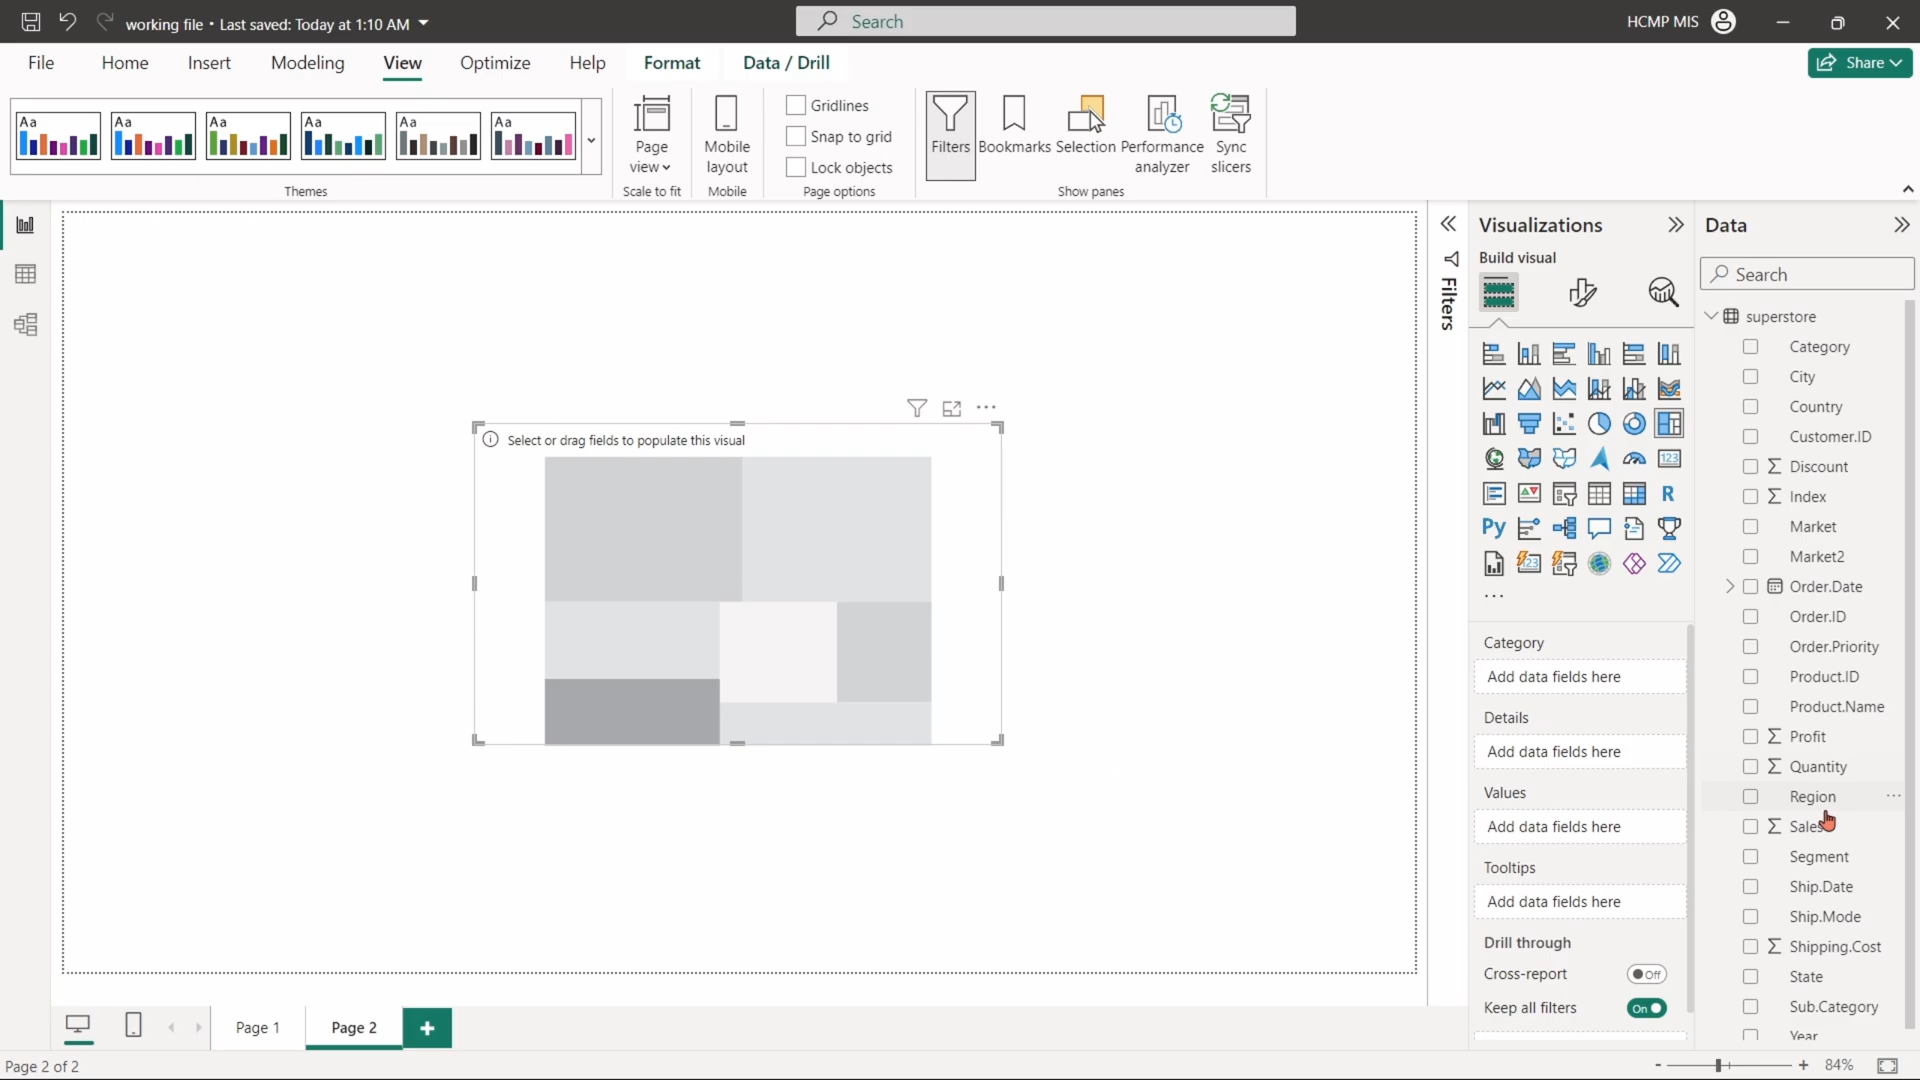 working file • Last saved: Today at 1:10 AM
Search
HCMP MIS
File
Home
Insert
Modeling
View
Optimize
Help
Format
Data / Drill
Share
Aa
Aa
Aa
Aa
Aa
Aa
Themes
Page view
Scale to fit
Mobile layout
Mobile
Gridlines
Snap to grid
Lock objects
Page options
Filters
Bookmarks
Selection
Performance analyzer
Sync slicers
Show panes
Select or drag fields to populate this visual
Filters
Visualizations
Build visual
123
R
Py
123
Category
Add data fields here
Details
Add data fields here
Values
Add data fields here
Tooltips
Add data fields here
Drill through
Cross-report
Off
Keep all filters
On
Data
Search
superstore
Category
City
Country
Customer.ID
Discount
Index
Market
Market2
Order.Date
Order.ID
Order.Priority
Product.ID
Product.Name
Profit
Quantity
Region
Sales
Segment
Ship.Date
Ship.Mode
Shipping.Cost
State
Sub.Category
Year
Page 1
Page 2
Page 2 of 2
84%